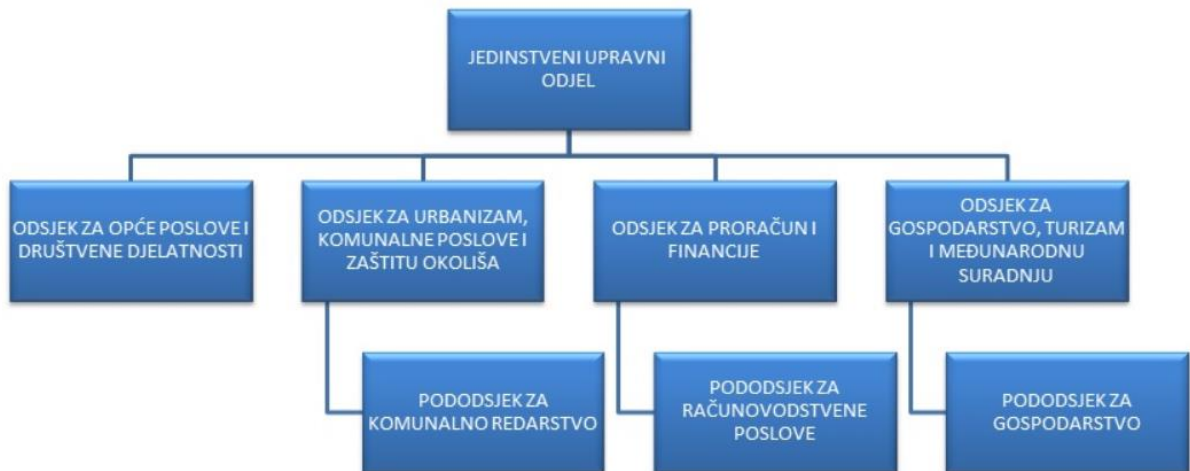 JEDINSTVENI UPRAVNI
ODJEL
ODSJEK ZA OPĆE POSLOVE I
DRUŠTVENE DJELATNOSTI
ODSJEK ZA URBANIZAM,
KOMUNALNE POSLOVE I
ZAŠTITU OKOLIŠA
ODSJEK ZA PRORAČUN I
FINANCIJE
ODSJEK ZA
GOSPODARSTVO, TURIZAM
I MEĐUNARODNU
SURADNJU
PODODSJEK ZA
KOMUNALNO REDARSTVO
PODODSJEK ZA
RAČUNOVODSTVENE
POSLOVE
PODODSJEK ZA
GOSPODARSTVO